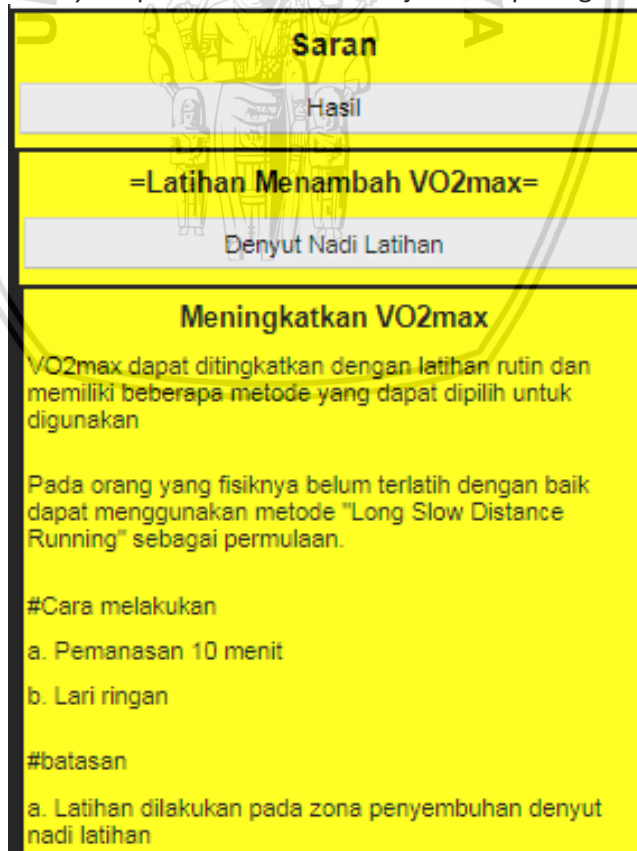 Saran
Hasil
=Latihan Menambah VO2max=
Denyut Nadi Latihan
Meningkatkan VO2max
VO2max dapat ditingkatkan dengan latihan rutin dan
memiliki beberapa metode yang dapat dipilih untuk
digunakan
Pada orang yang fisiknya belum terlatih dengan baik
dapat menggunakan metode "Long Slow Distance
Running" sebagai permulaan.
#Cara melakukan
a. Pemanasan 10 menit
b. Lari ringan
#batasan
a. Latihan dilakukan pada zona penyembuhan denyut
nadi latihan